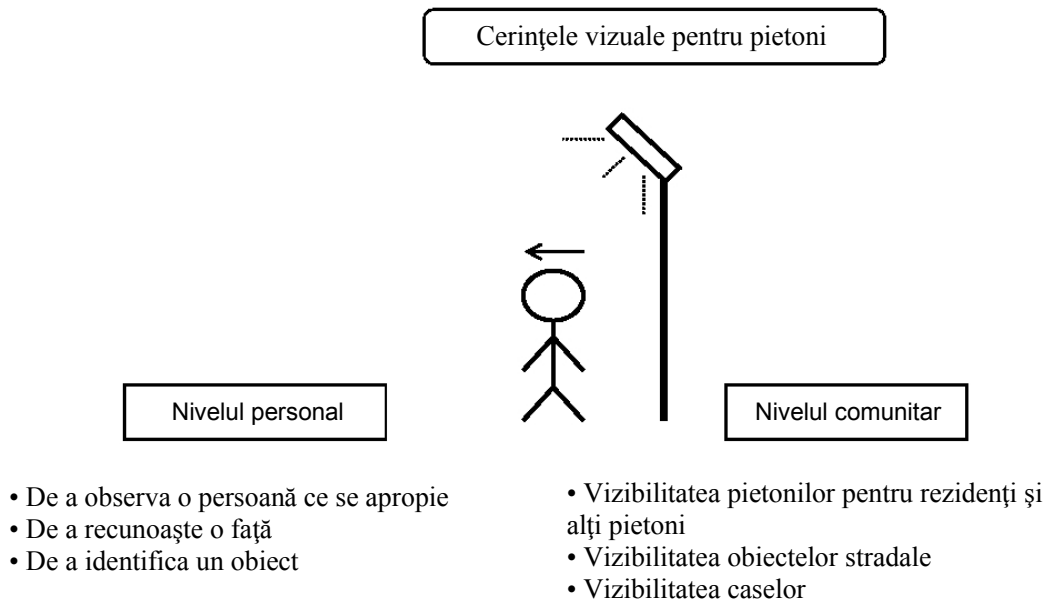 Cerinţele vizuale pentru pietoni
Nivelul personal
• De a observa o persoană ce se apropie
• De a recunoaşte o faţă
• De a identifica un obiect
Nivelul comunitar
• Vizibilitatea pietonilor pentru rezidenţi şi
alţi pietoni
• Vizibilitatea obiectelor stradale
• Vizibilitatea caselor